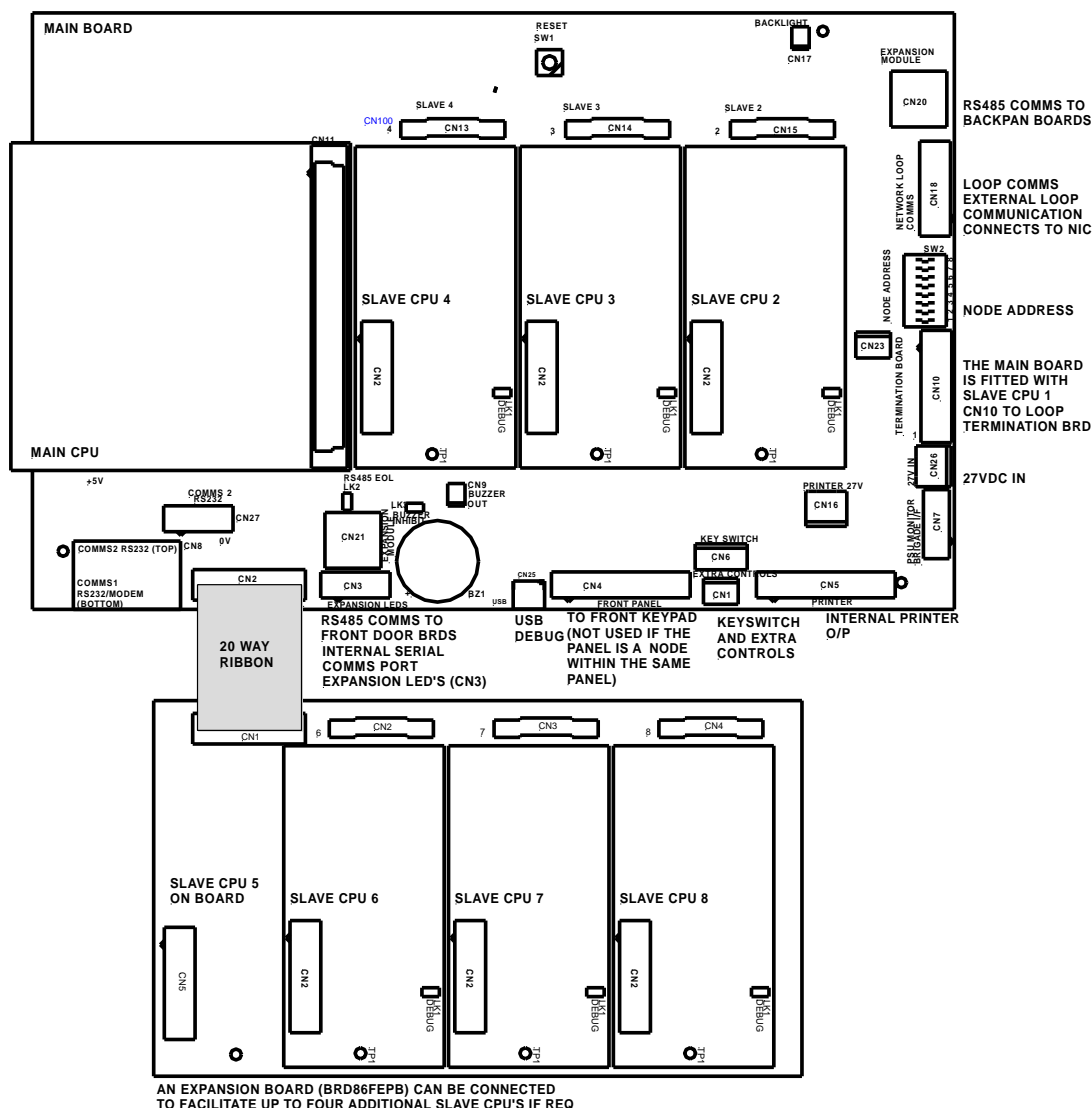 MAIN BOARD
RESET
SW1
BACKLIGHT
CN17
EXPANSION
MODULE
CN20
RS485 COMMS TO
BACKPAN BOARDS
SLAVE 4
CN100
4
CN13
SLAVE 3
3
CN14
SLAVE 2
2
CN15
CN11
NETWORK LOOP
COMMS
CN18
LOOP COMMS
EXTERNAL LOOP
COMMUNICATION
CONNECTS TO NIC
SW2
NODE ADDRESS
1 2 3 4 5 6 7 8
NODE ADDRESS
SLAVE CPU 4
CN2
LK1
DEBUG
TP1
SLAVE CPU 3
CN2
LK1
DEBUG
TP1
SLAVE CPU 2
CN2
LK1
DEBUG
TP1
CN23
TERMINATION BOARD
CN10
1
THE MAIN BOARD
IS FITTED WITH
SLAVE CPU 1
CN10 TO LOOP
TERMINATION BRD
MAIN CPU
27V IN
CN26
27VDC IN
+5V
COMMS 2
RS232
CN27
0V
CN8
RS485 EOL
LK2
CN9
BUZZER
OUT
BUZZER
INHIBIT
PRINTER 27V
CN16
PSU MONITOR
BRIGADE I/F
CN7
COMMS2 RS232 (TOP)
COMMS1
RS232/MODEM
(BOTTOM)
CN21
EXPANSION
MODULE
KEY SWITCH
CN6
EXTRA CONTROLS
CN2
CN3
EXPANSION LEDS
+
BZ1
CN25
USB
CN4
FRONT PANEL
CN1
CN5
PRINTER
20 WAY
RIBBON
RS485 COMMS TO
FRONT DOOR BRDS
INTERNAL SERIAL
COMMS PORT
EXPANSION LED'S (CN3)
USB
DEBUG
TO FRONT KEYPAD
(NOT USED IF THE
PANEL IS A NODE
WITHIN THE SAME
PANEL)
KEYSWITCH
AND EXTRA
CONTROLS
INTERNAL PRINTER
O/P
CN1
6
CN2
7
CN3
8
CN4
SLAVE CPU 5
ON BOARD
CN5
SLAVE CPU 6
CN2
LK1
DEBUG
TP1
SLAVE CPU 7
CN2
LK1
DEBUG
TP1
SLAVE CPU 8
CN2
LK1
DEBUG
TP1
AN EXPANSION BOARD (BRD86FEPB) CAN BE CONNECTED
TO FACILITATE UP TO FOUR ADDITIONAL SLAVE CPU'S IF REQ